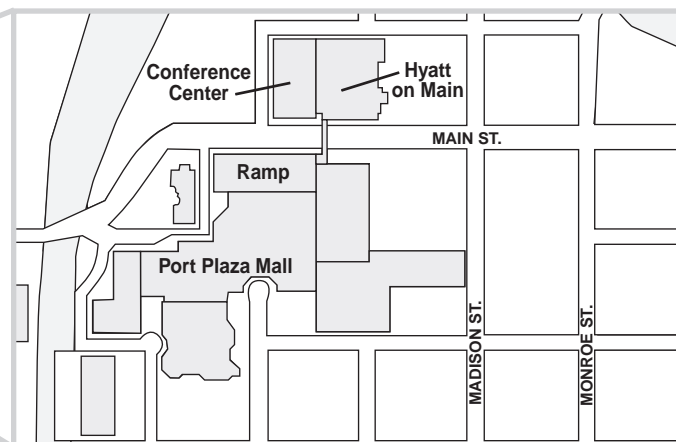 Conference
Center
Hyatt
on Main
MAIN ST.
Ramp
Port Plaza Mall
MADISON ST.
MONROE ST.